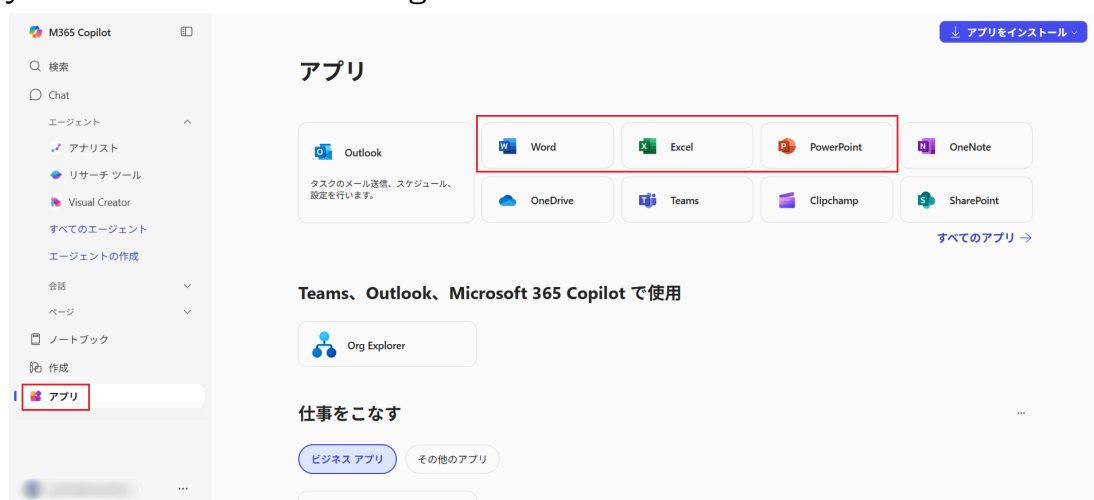 M365 Copilot
検索
Chat
エージェント
アナリスト
リサーチ ツール
Visual Creator
すべてのエージェント
エージェントの作成
会話
ページ
ノートブック
作成
アプリ
アプリをインストール
アプリ
Outlook
タスクのメール送信、スケジュール、
設定を行います。
Word
Excel
PowerPoint
OneNote
OneDrive
Teams
Clipchamp
SharePoint
すべてのアプリ →
Teams、Outlook、Microsoft 365 Copilot で使用
Org Explorer
仕事をこなす
ビジネス アプリ
その他のアプリ